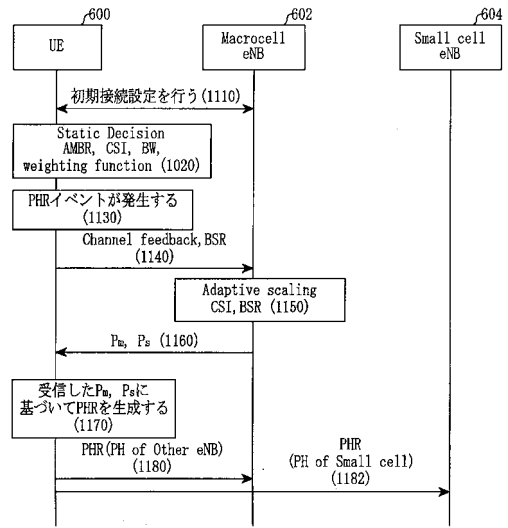 600
602
604
UE
Macrocell
eNB
Small cell
eNB
初期接続設定を行う(1110)
Static Decision
AMBR, CSI, BW,
weighting function (1020)
PHRイベントが発生する
(1130)
Channel feedback,BSR
(1140)
Adaptive scaling
CSI,BSR (1150)
Pm, Ps (1160)
受信したPm, Psに
基づいてPHRを生成する
(1170)
PHR(PH of Other eNB)
(1180)
PHR
(PH of Small cell)
(1182)